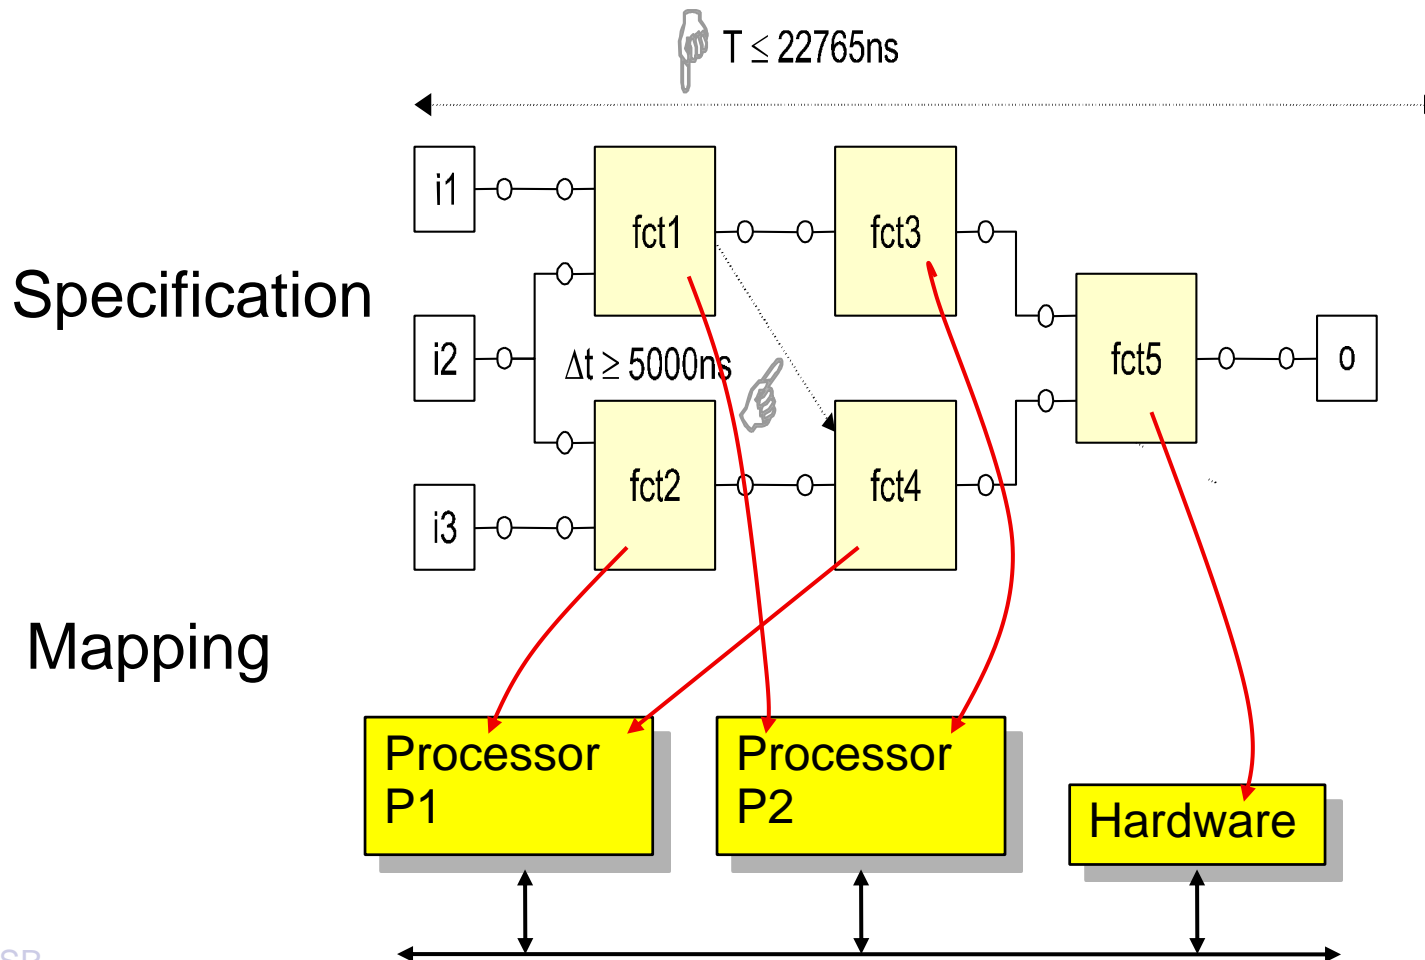 T ≤ 22765ns
i1
fct1
fct3
Specification
i2
Δt ≥ 5000ns
fct5
o
fct2
fct4
i3
Mapping
Processor
P1
Processor
P2
Hardware